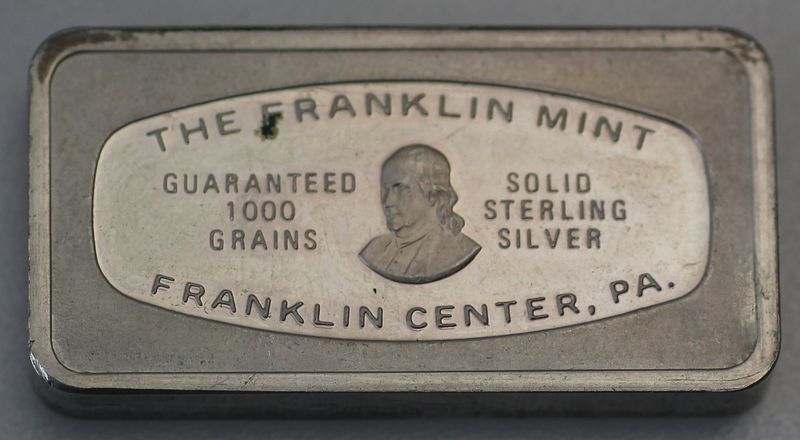 THE FRANKLIN MINT
GUARANTEED
1000
GRAINS
SOLID
STERLING
SILVER
FRANKLIN CENTER, PA.